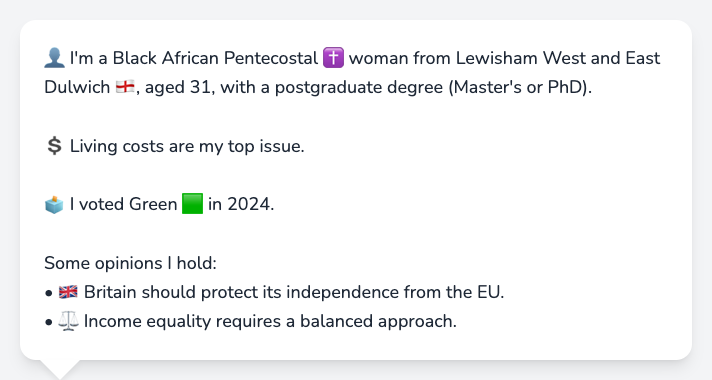 👤 I'm a Black African Pentecostal ✝️ woman from Lewisham West and East
Dulwich 🏴󠁧󠁢󠁥󠁮󠁧󠁿, aged 31, with a postgraduate degree (Master's or PhD).
💲 Living costs are my top issue.
🗳️ I voted Green 🟩 in 2024.
Some opinions I hold:
• 🇬🇧 Britain should protect its independence from the EU.
• ⚖️ Income equality requires a balanced approach.